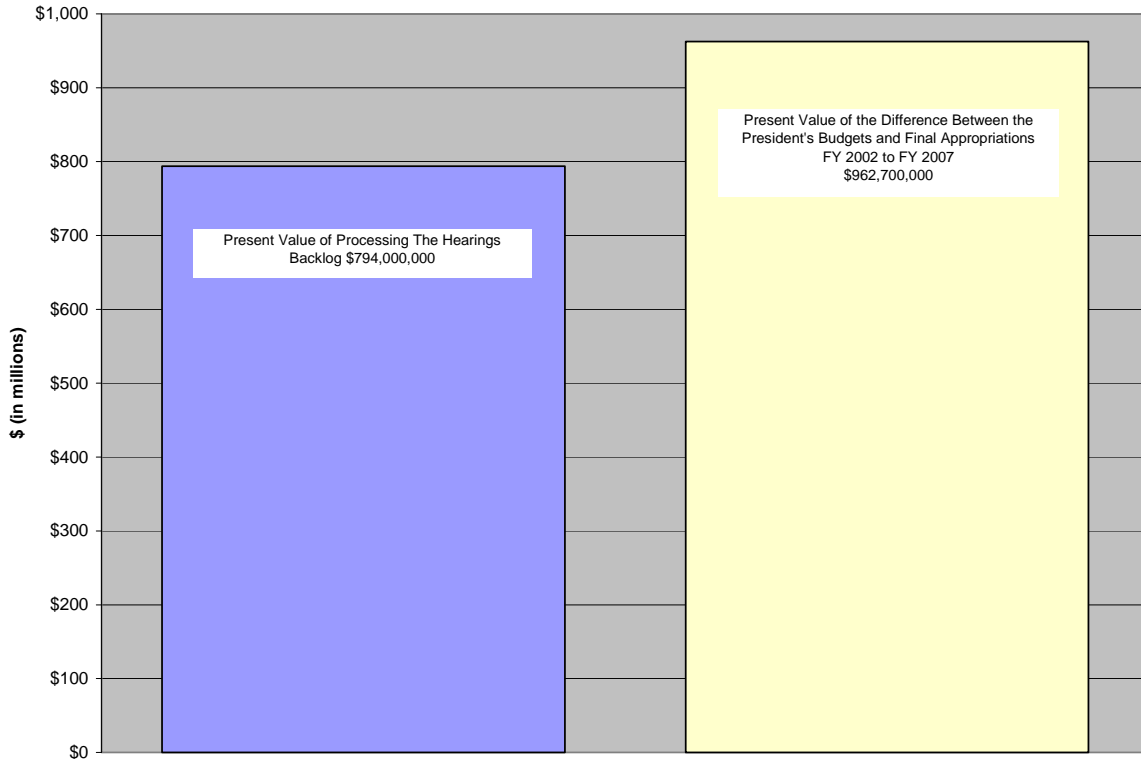 $1,000
$900
$800
$700
$600
$500
$400
$300
$200
$100
$0
$ (in millions)
Present Value of Processing The Hearings
Backlog $794,000,000
Present Value of the Difference Between the
President's Budgets and Final Appropriations
FY 2002 to FY 2007
$962,700,000